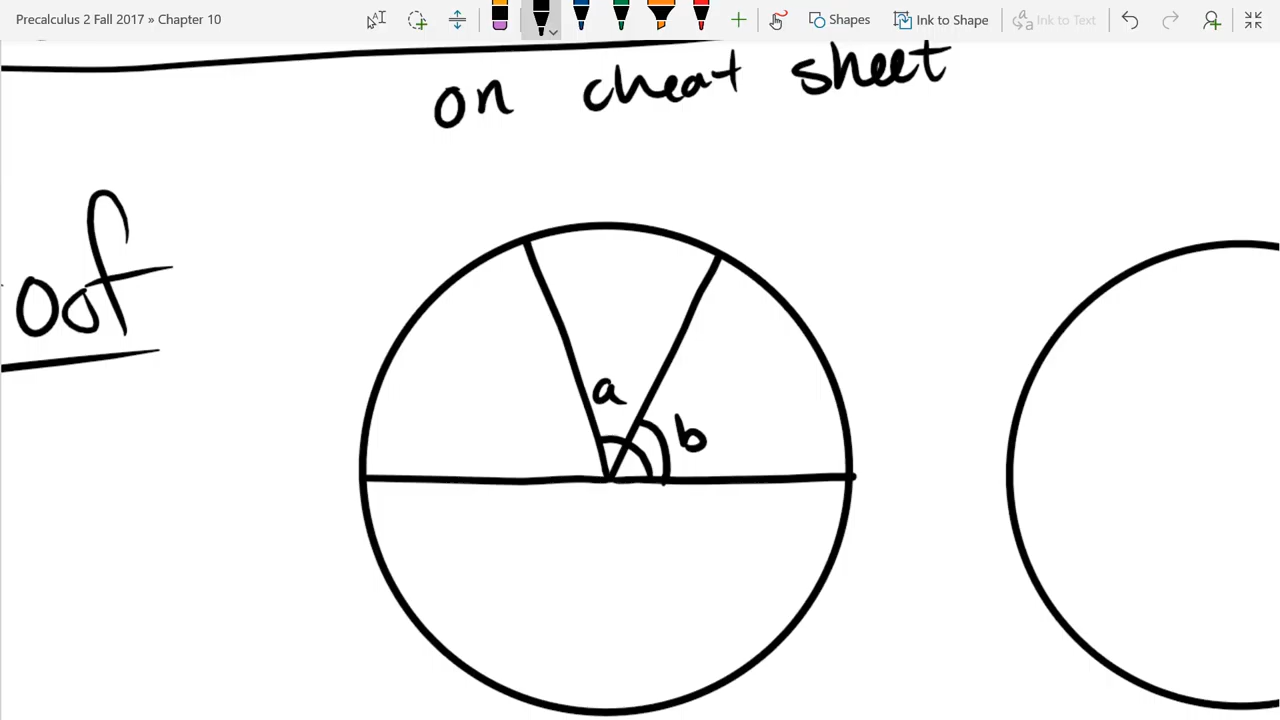 Precalculus 2 Fall 2017 » Chapter 10
Shapes
Ink to Shape
Ink to Text
on cheat sheet
oof
a
b